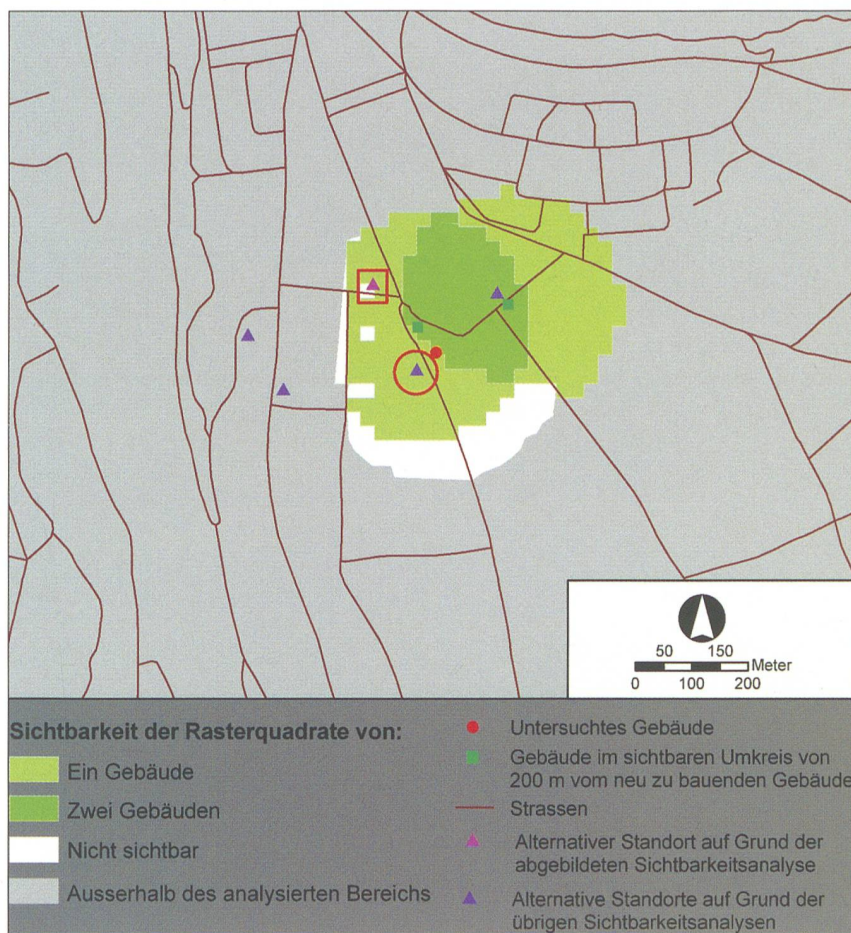 50 150
Meter
0 100 200
Sichtbarkeit der Rasterquadrate von:
Ein Gebäude
Zwei Gebäuden
Nicht sichtbar
Ausserhalb des analysierten Bereichs
Untersuchtes Gebäude
Gebäude im sichtbaren Umkreis von
200 m vom neu zu bauenden Gebäude
Strassen
Alternativer Standort auf Grund der
abgebildeten Sichtbarkeitsanalyse
Alternative Standorte auf Grund der
übrigen Sichtbarkeitsanalysen